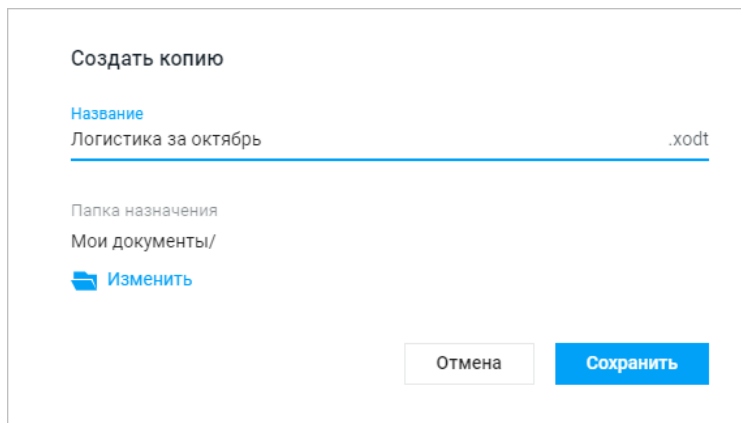 Создать копию
Название
Логистика за октябрь .xodt
Папка назначения
Мои документы/
Изменить
Отмена Сохранить